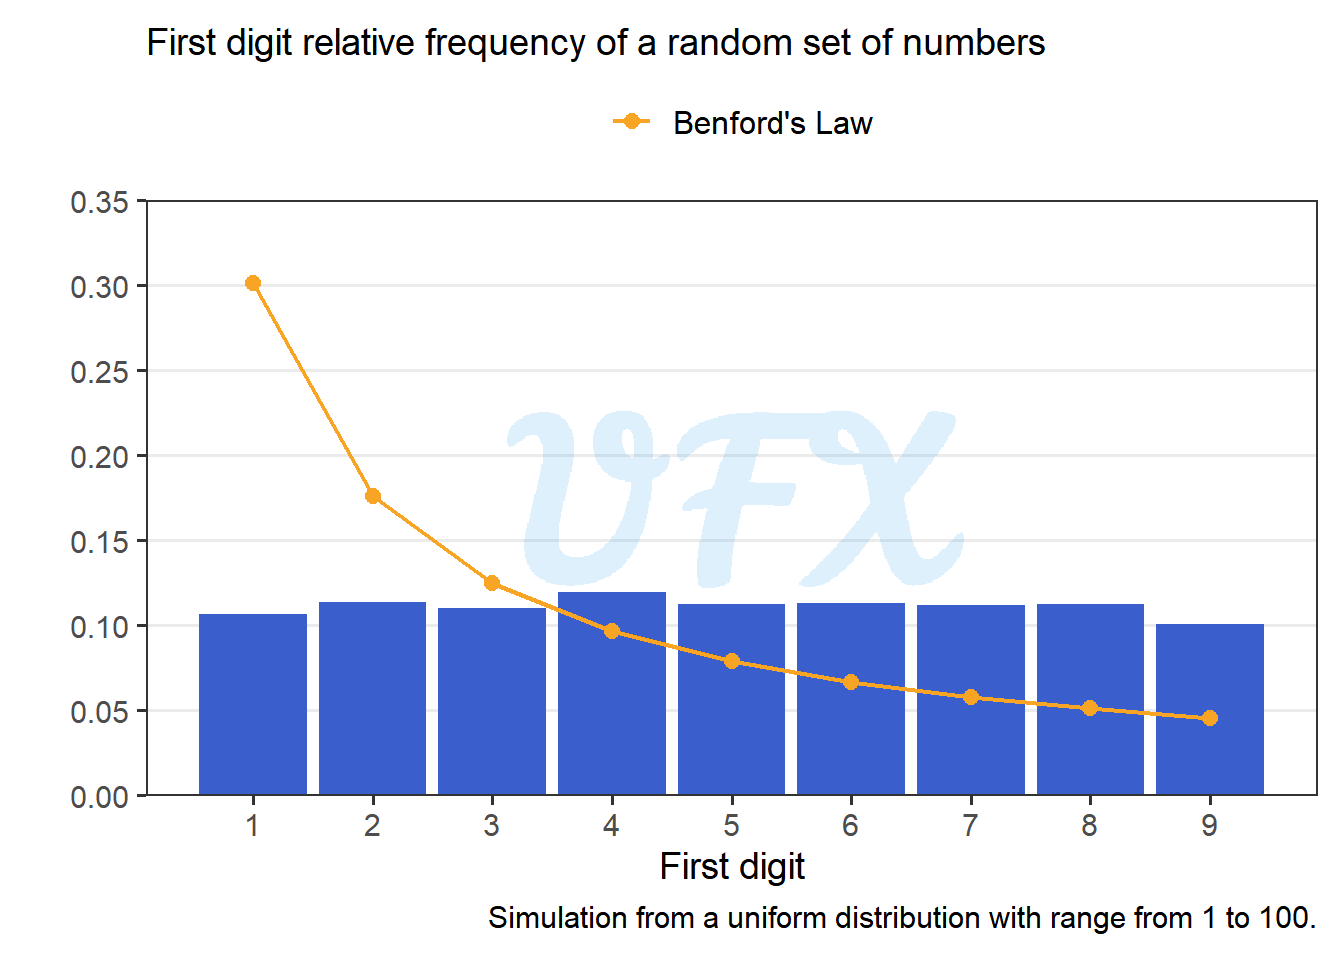 First digit relative frequency of a random set of numbers
Benford's Law
0.35
0.30
0.25
0.20
0.15
0.10
0.05
0.00
VFX
1 2 3 4 5 6 7 8 9
First digit
Simulation from a uniform distribution with range from 1 to 100.